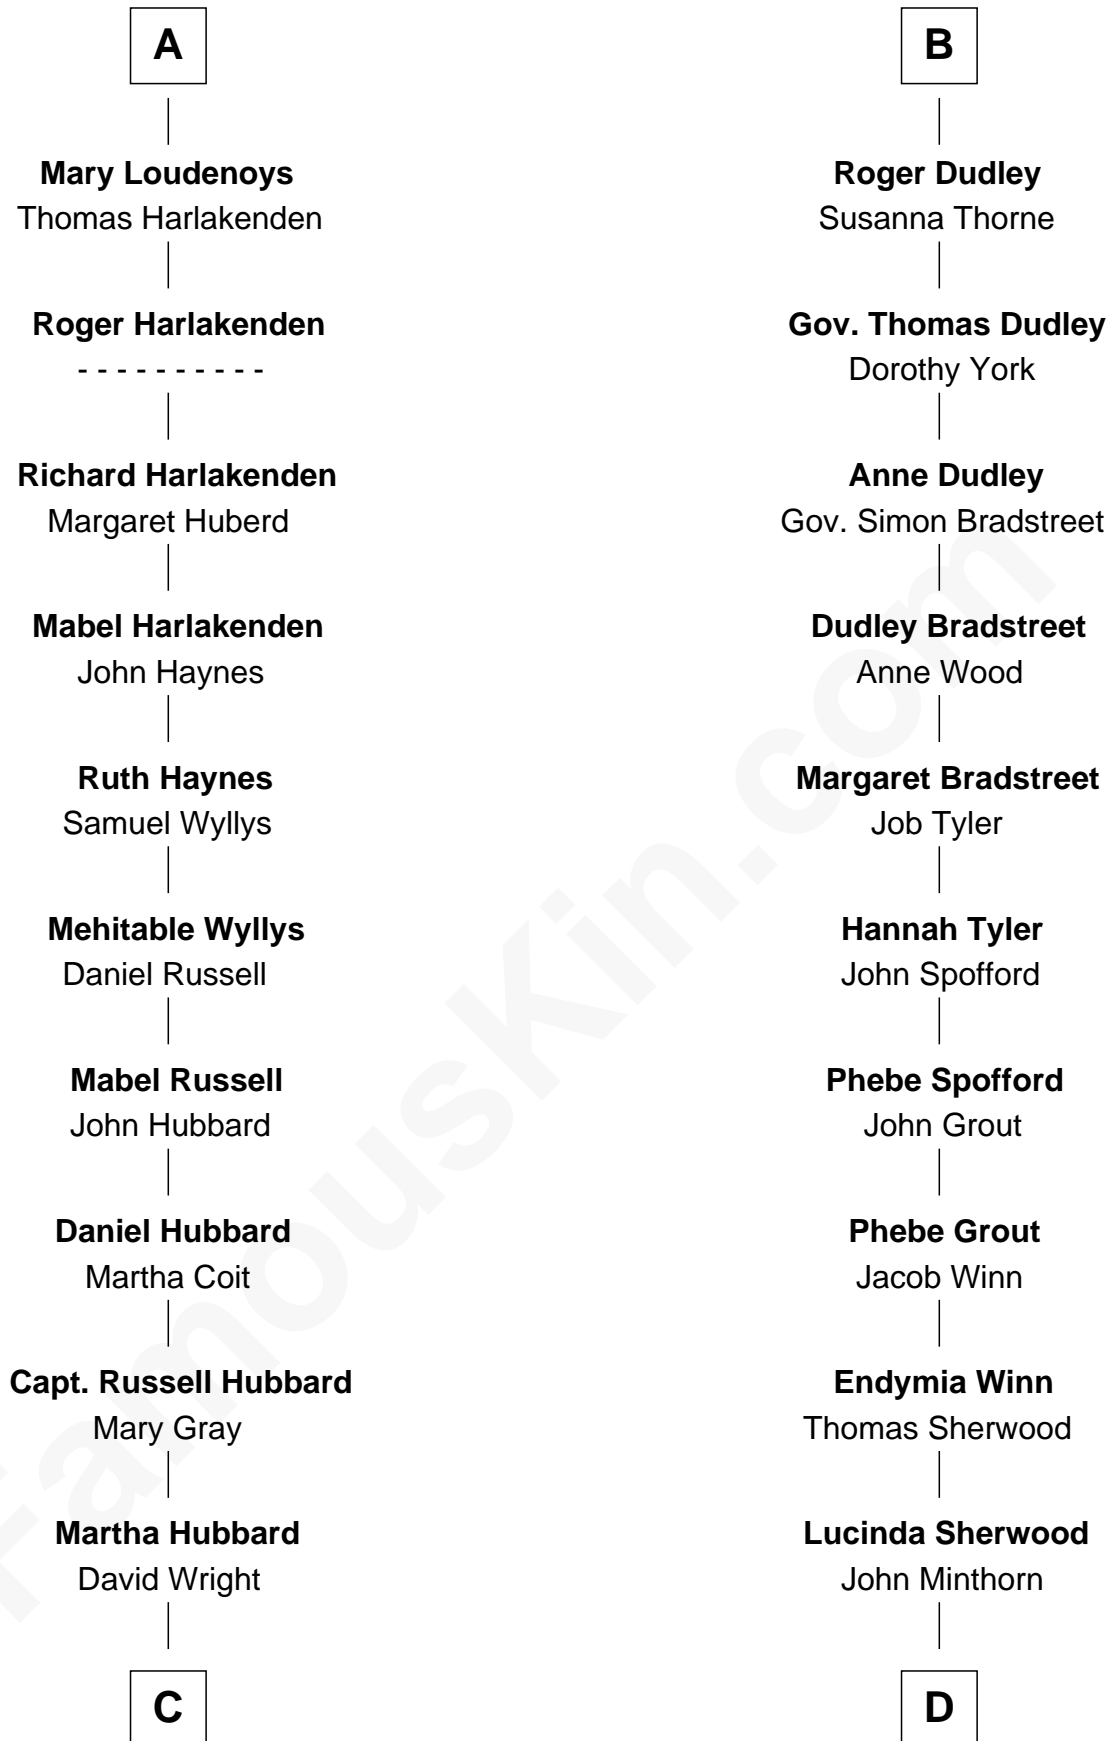 A
Mary Loudenoys
Thomas Harlakenden
Roger Harlakenden
- - - - - - - - - -
Richard Harlakenden
Margaret Huberd
Mabel Harlakenden
John Haynes
Ruth Haynes
Samuel Wyllys
Mehitable Wyllys
Daniel Russell
Mabel Russell
John Hubbard
Daniel Hubbard
Martha Coit
Capt. Russell Hubbard
Mary Gray
Martha Hubbard
David Wright
C
B
Roger Dudley
Susanna Thorne
Gov. Thomas Dudley
Dorothy York
Anne Dudley
Gov. Simon Bradstreet
Dudley Bradstreet
Anne Wood
Margaret Bradstreet
Job Tyler
Hannah Tyler
John Spofford
Phebe Spofford
John Grout
Phebe Grout
Jacob Winn
Endymia Winn
Thomas Sherwood
Lucinda Sherwood
John Minthorn
D
FamousKin.com